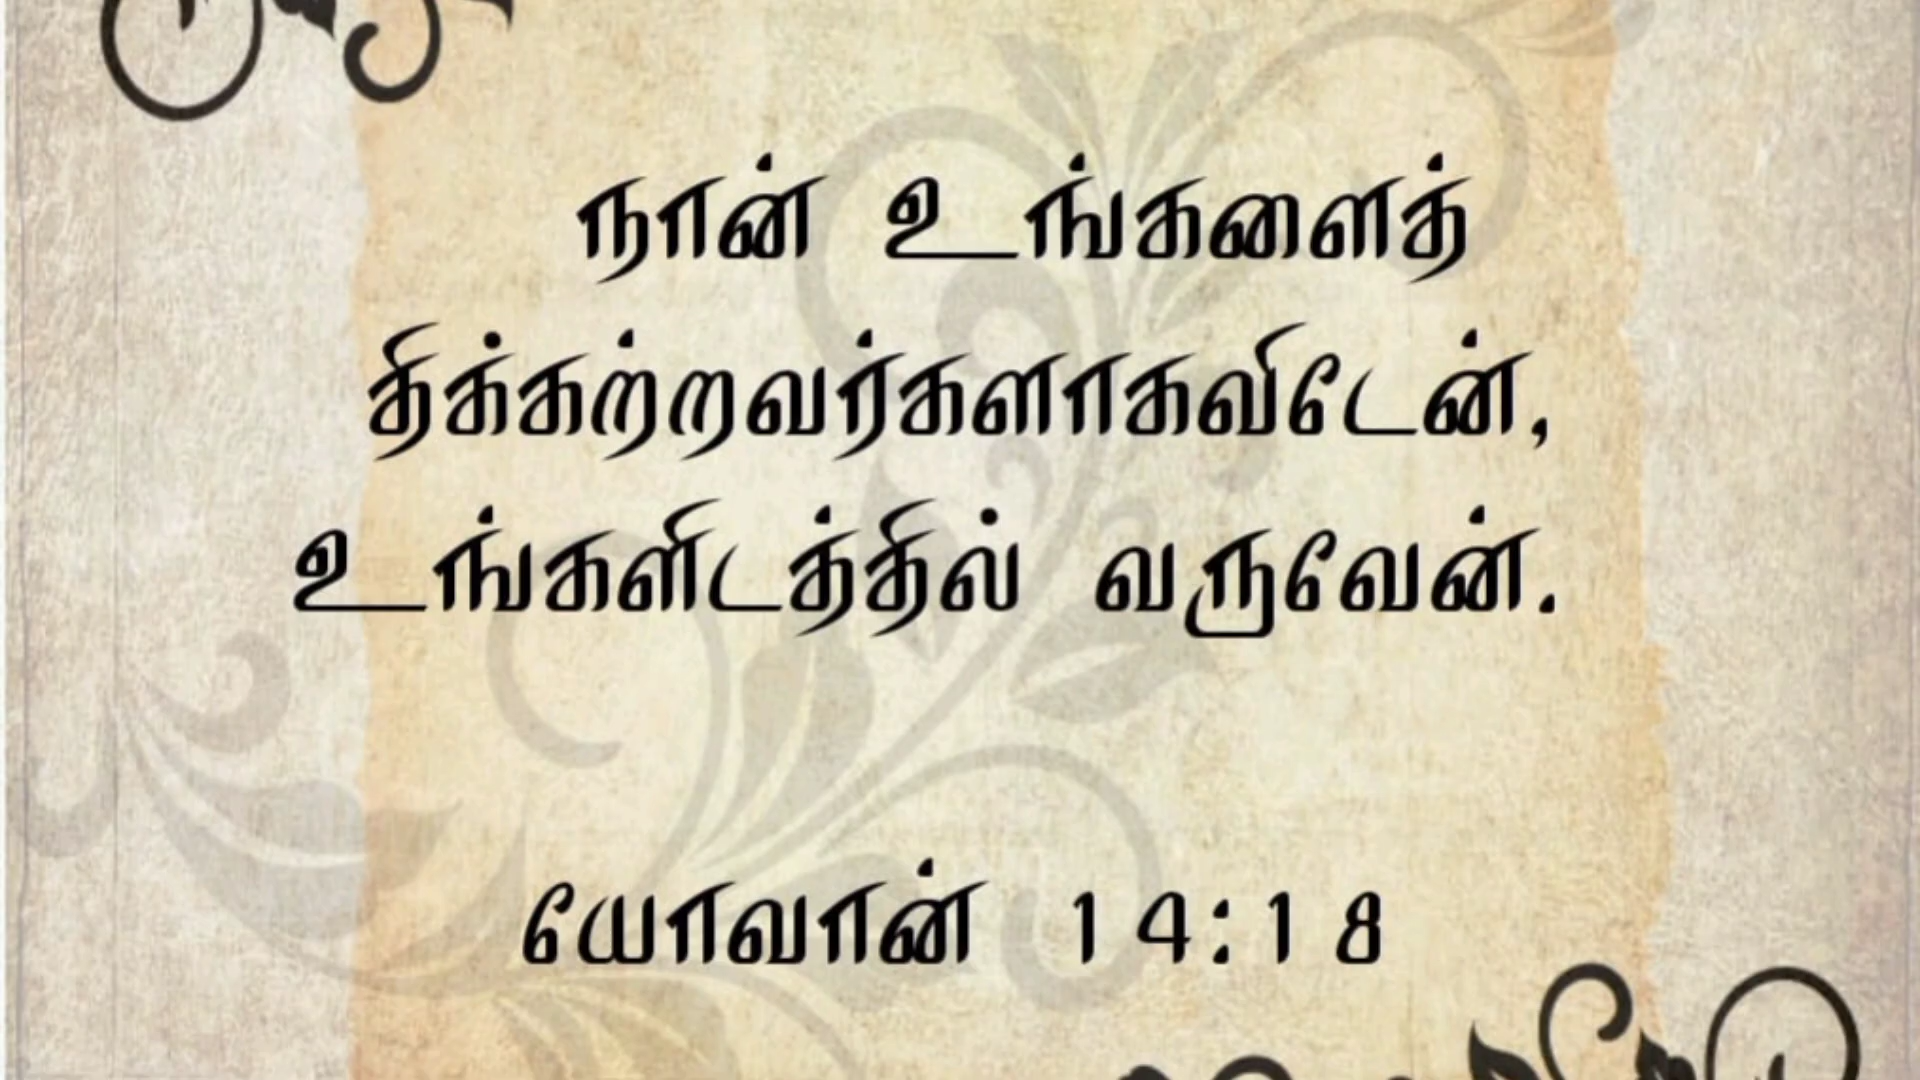 நான் உங்களைத்
திக்கற்றவர்களாகவிடேன்,
உங்களிடத்தில் வருவேன்.
யோவான் 14:18